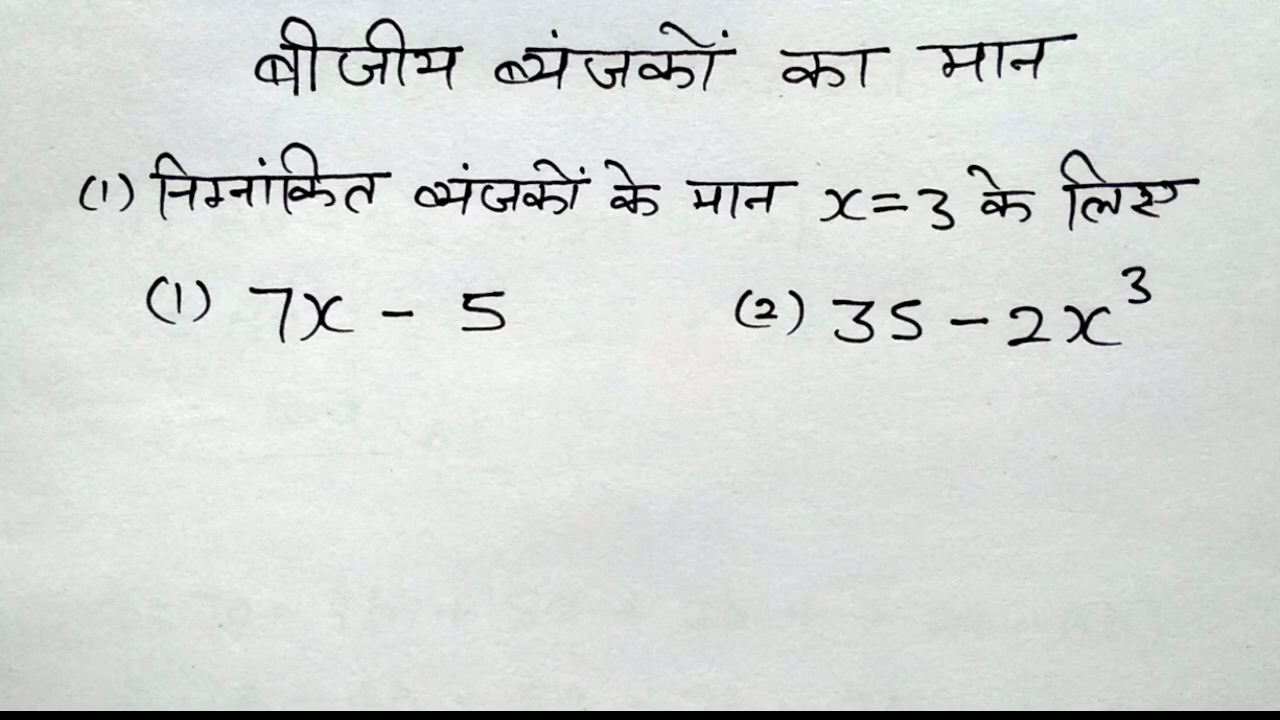 बीजीय व्यंजकों का मान
(1) निम्नांकित व्यंजकों के मान x=3 के लिए
(1) 7x - 5 (2) 35 - 2x³